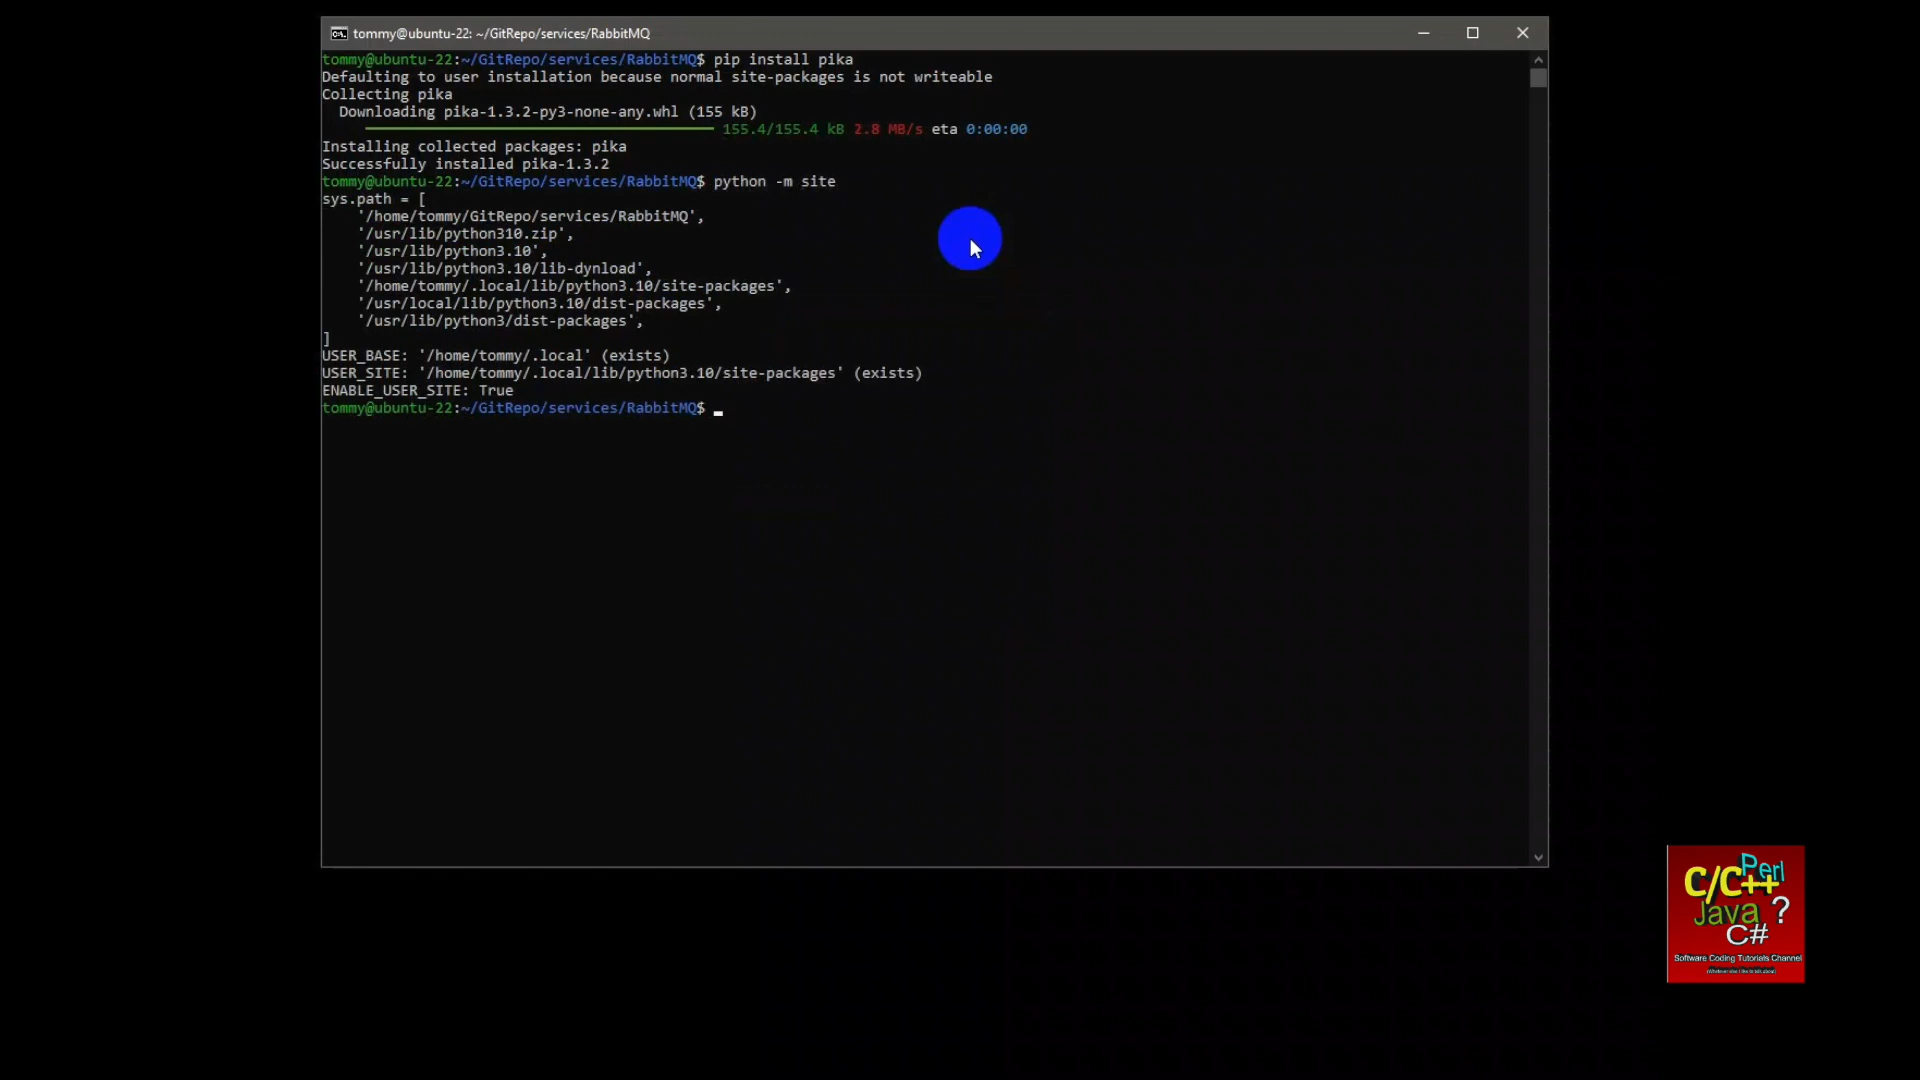 tommy@ubuntu-22: ~/GitRepo/services/RabbitMQ
tommy@ubuntu-22:~/GitRepo/services/RabbitMQ$ pip install pika
Defaulting to user installation because normal site-packages is not writeable
Collecting pika
  Downloading pika-1.3.2-py3-none-any.whl (155 kB)
155.4/155.4 kB 2.8 MB/s eta 0:00:00
Installing collected packages: pika
Successfully installed pika-1.3.2
tommy@ubuntu-22:~/GitRepo/services/RabbitMQ$ python -m site
sys.path = [
    '/home/tommy/GitRepo/services/RabbitMQ',
    '/usr/lib/python310.zip',
    '/usr/lib/python3.10',
    '/usr/lib/python3.10/lib-dynload',
    '/home/tommy/.local/lib/python3.10/site-packages',
    '/usr/local/lib/python3.10/dist-packages',
    '/usr/lib/python3/dist-packages',
]
USER_BASE: '/home/tommy/.local' (exists)
USER_SITE: '/home/tommy/.local/lib/python3.10/site-packages' (exists)
ENABLE_USER_SITE: True
tommy@ubuntu-22:~/GitRepo/services/RabbitMQ$
Perl
C/C++
Java ?
C#
Software Coding Tutorials Channel